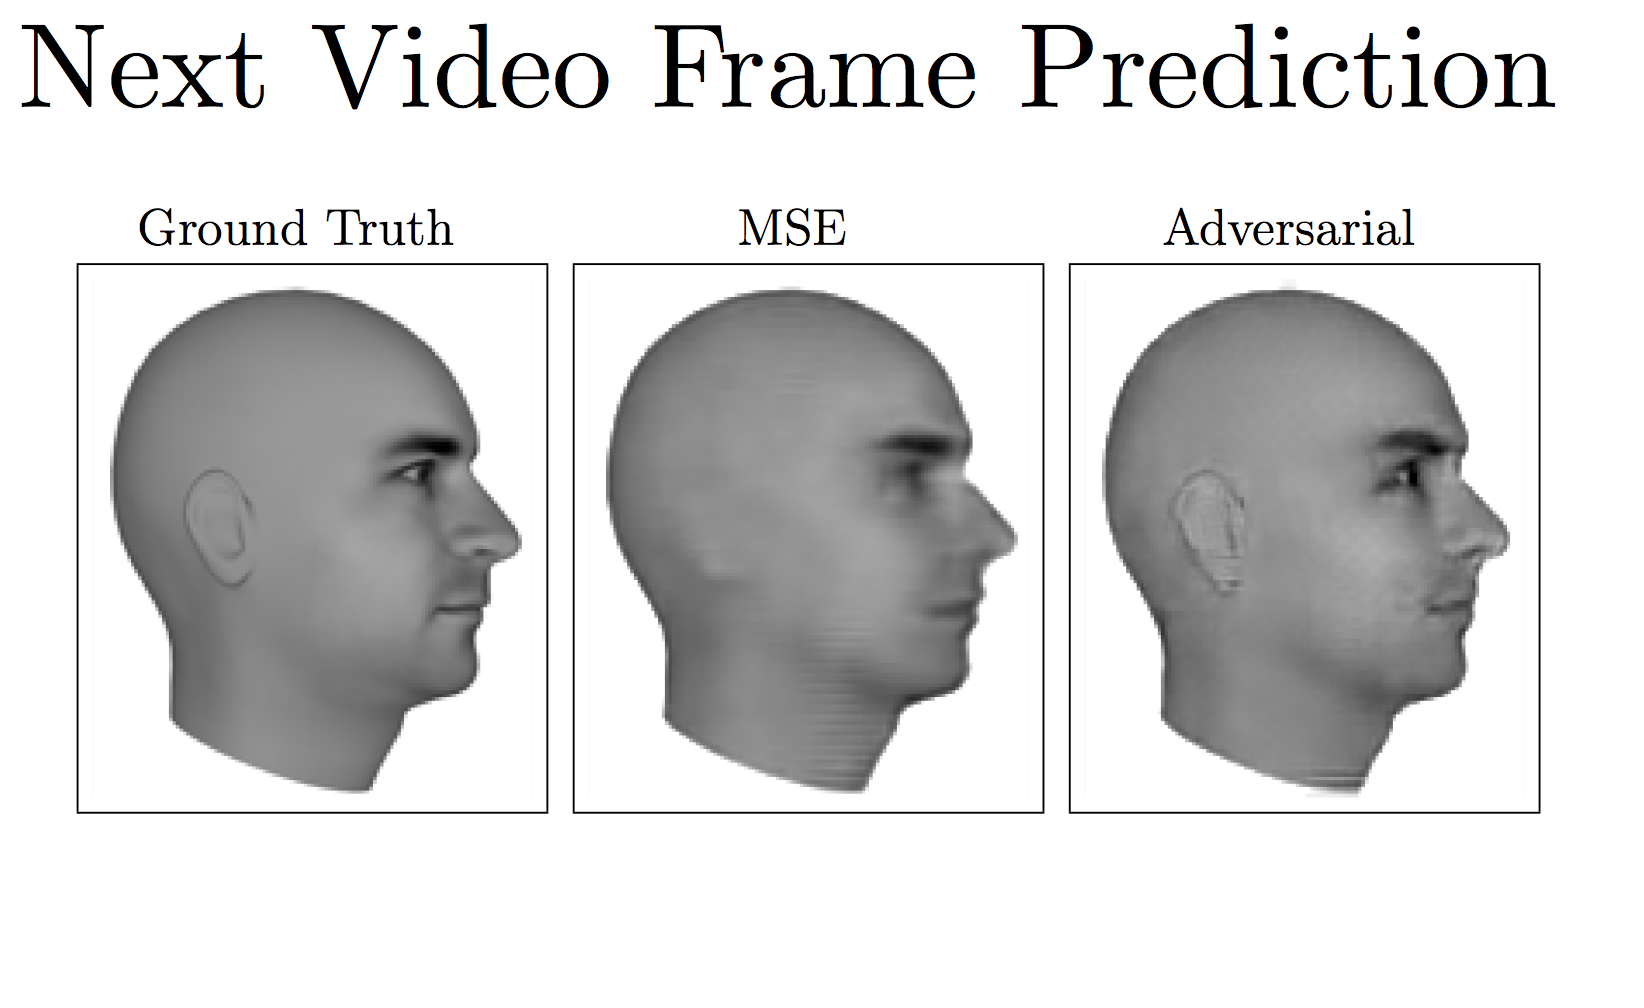 Next Video Frame Prediction
Ground Truth
MSE
Adversarial